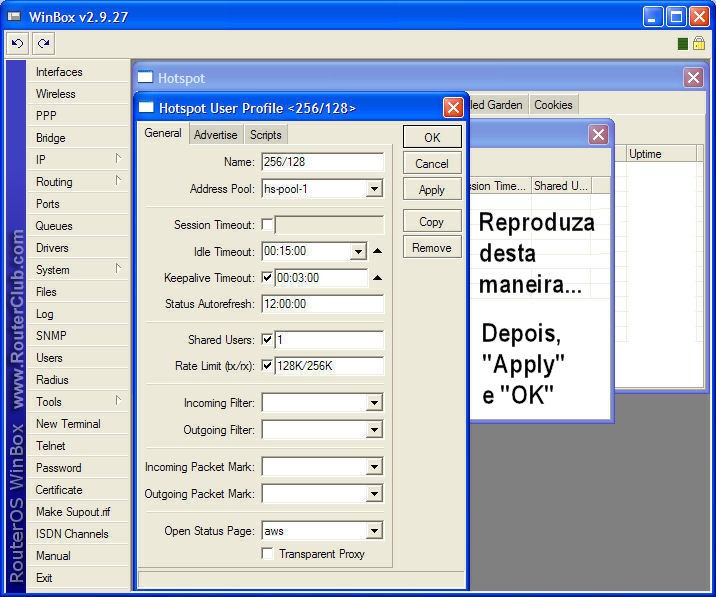 WinBox v2.9.27
RouterOS WinBox www.RouterClub.com
Interfaces
Wireless
PPP
Bridge
IP
Routing
Ports
Queues
Drivers
System
Files
Log
SNMP
Users
Radius
Tools
New Terminal
Telnet
Password
Certificate
Make Supout.rif
ISDN Channels
Manual
Exit
Hotspot
Cookies
Garden
Uptime
Shared U...
Time...
Hotspot User Profile <256/128>
General Advertise Scripts
Name: 256/128
Address Pool: hs-pool-1
Session Timeout:
Idle Timeout: 00:15:00
Keepalive Timeout: 00:03:00
Status Autorefresh: 12:00:00
Shared Users: 1
Rate Limit (tx/rx): 128K/256K
Incoming Filter:
Outgoing Filter:
Incoming Packet Mark:
Outgoing Packet Mark:
Open Status Page: aws
Transparent Proxy
OK
Cancel
Apply
Copy
Remove
Reproduza
desta
maneira...
Depois,
"Apply"
e "OK"